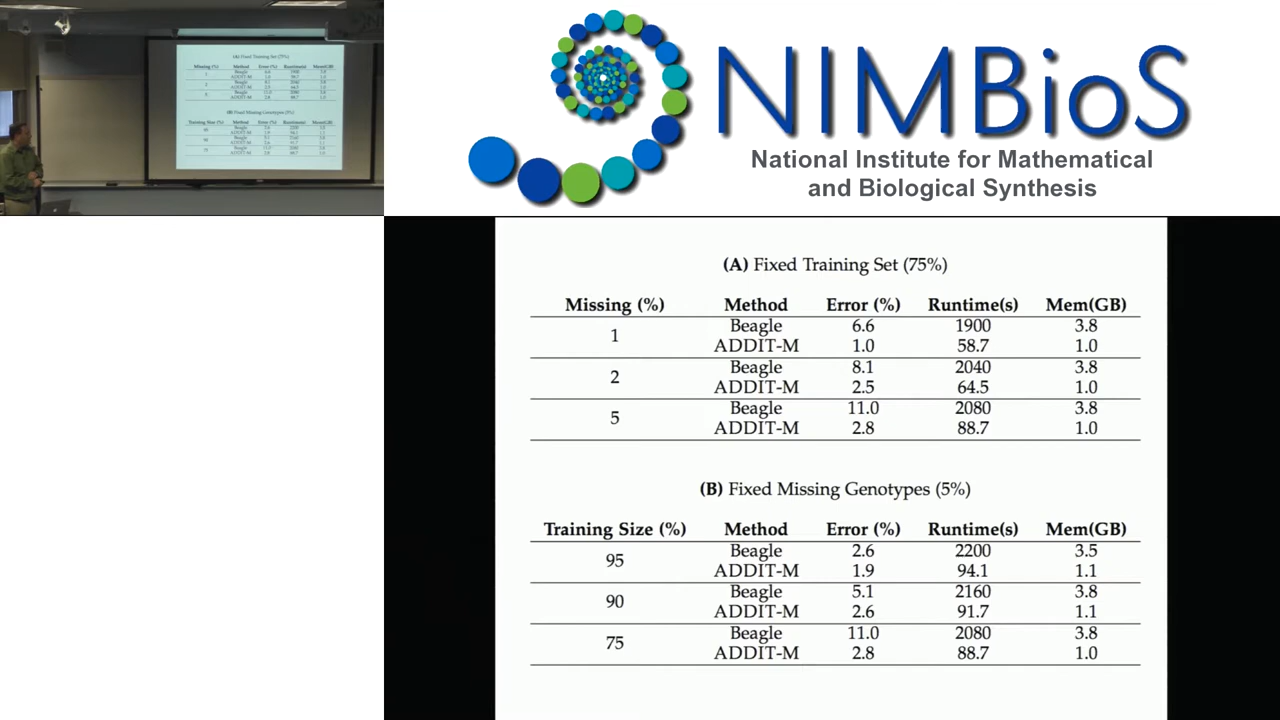 NIMBioS
National Institute for Mathematical
and Biological Synthesis
(A) Fixed Training Set (75%)
Missing (%) Method Error (%) Runtime(s) Mem(GB)
1 Beagle 6.6 1900 3.8
ADDIT-M 1.0 58.7 1.0
2 Beagle 8.1 2040 3.8
ADDIT-M 2.5 64.5 1.0
5 Beagle 11.0 2080 3.8
ADDIT-M 2.8 88.7 1.0
(B) Fixed Missing Genotypes (5%)
Training Size (%) Method Error (%) Runtime(s) Mem(GB)
95 Beagle 2.6 2200 3.5
ADDIT-M 1.9 94.1 1.1
90 Beagle 5.1 2160 3.8
ADDIT-M 2.6 91.7 1.1
75 Beagle 11.0 2080 3.8
ADDIT-M 2.8 88.7 1.0